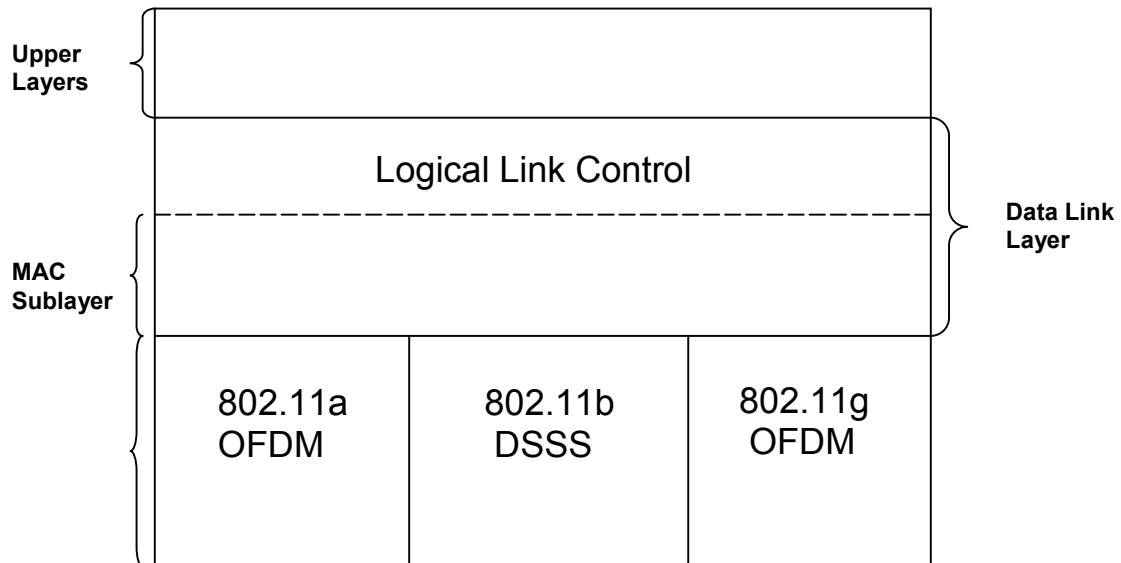 Upper
Layers
Logical Link Control
Data Link
Layer
MAC
Sublayer
802.11a
OFDM
802.11b
DSSS
802.11g
OFDM